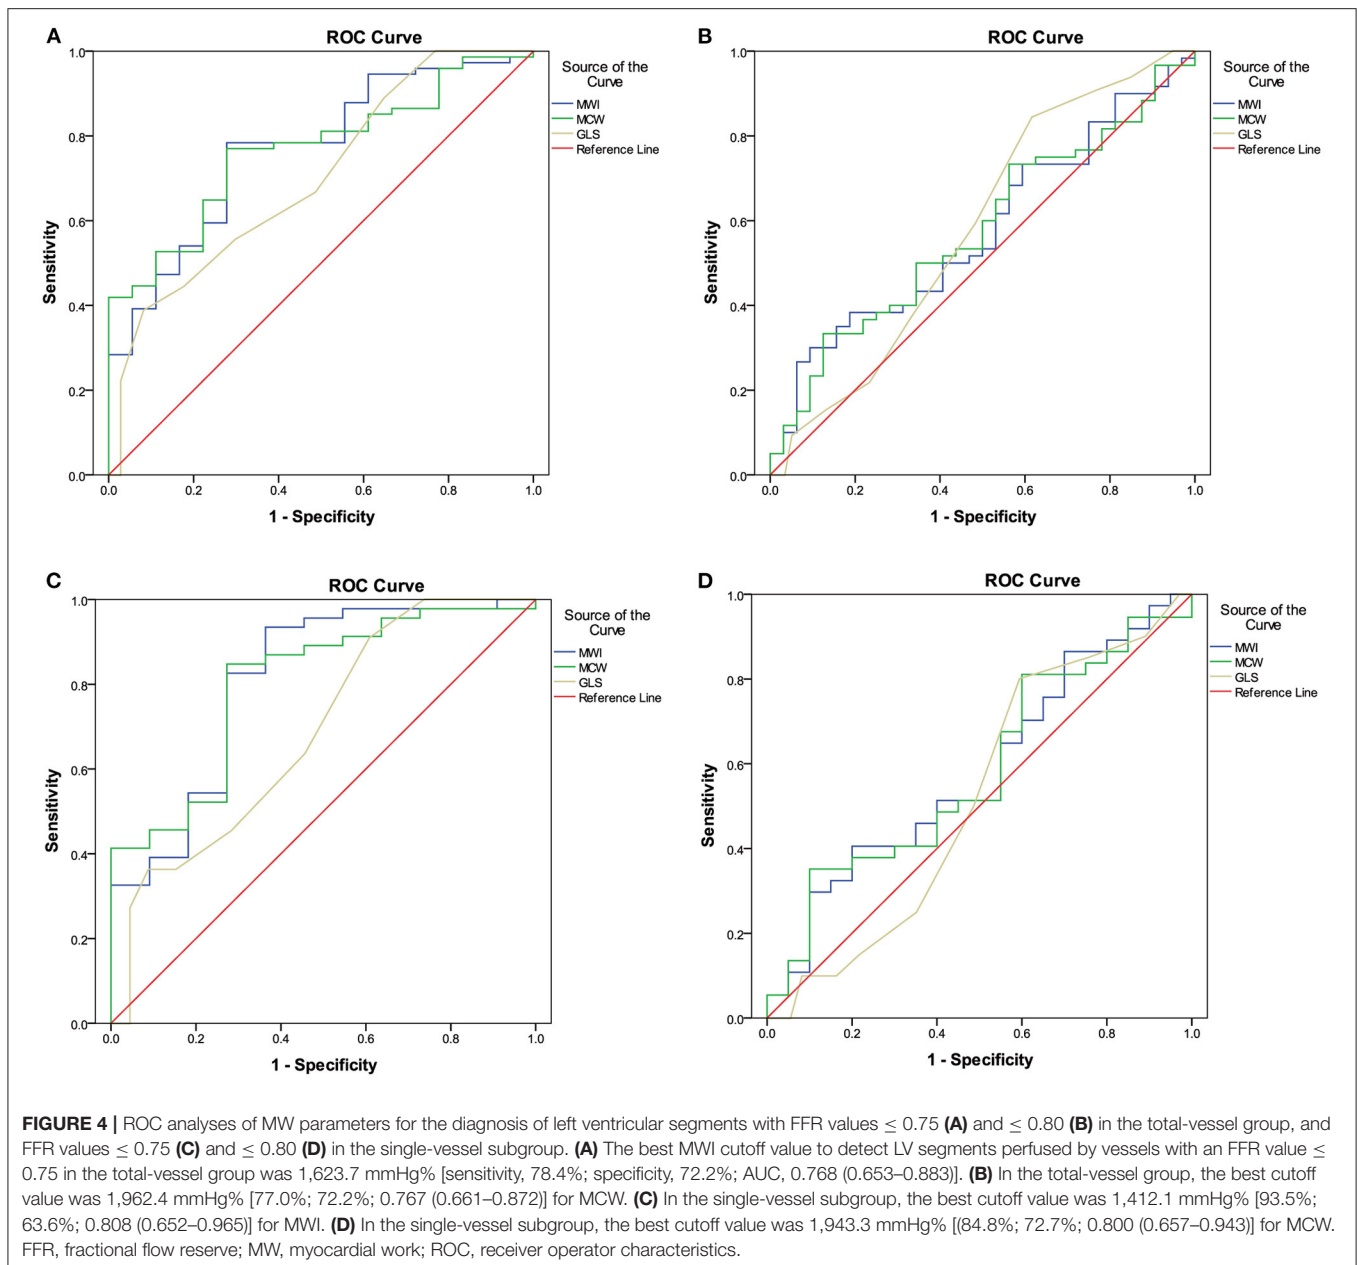 A
ROC Curve
Source of the
Curve
MWI
MCW
GLS
Reference Line
1.0
0.8
0.6
0.4
0.2
0.0
Sensitivity
0.0 0.2 0.4 0.6 0.8 1.0
1 - Specificity
B
ROC Curve
Source of the
Curve
MWI
MCW
GLS
Reference Line
1.0
0.8
0.6
0.4
0.2
0.0
Sensitivity
0.0 0.2 0.4 0.6 0.8 1.0
1 - Specificity
C
ROC Curve
Source of the
Curve
MWI
MCW
GLS
Reference Line
1.0
0.8
0.6
0.4
0.2
0.0
Sensitivity
0.0 0.2 0.4 0.6 0.8 1.0
1 - Specificity
D
ROC Curve
Source of the
Curve
MWI
MCW
GLS
Reference Line
1.0
0.8
0.6
0.4
0.2
0.0
Sensitivity
0.0 0.2 0.4 0.6 0.8 1.0
1 - Specificity
FIGURE 4 | ROC analyses of MW parameters for the diagnosis of left ventricular segments with FFR values ≤ 0.75 (A) and ≤ 0.80 (B) in the total-vessel group, and
FFR values ≤ 0.75 (C) and ≤ 0.80 (D) in the single-vessel subgroup. (A) The best MWI cutoff value to detect LV segments perfused by vessels with an FFR value ≤
0.75 in the total-vessel group was 1,623.7 mmHg% [sensitivity, 78.4%; specificity, 72.2%; AUC, 0.768 (0.653–0.883)]. (B) In the total-vessel group, the best cutoff
value was 1,962.4 mmHg% [77.0%; 72.2%; 0.767 (0.661–0.872)] for MCW. (C) In the single-vessel subgroup, the best cutoff value was 1,412.1 mmHg% [93.5%;
63.6%; 0.808 (0.652–0.965)] for MWI. (D) In the single-vessel subgroup, the best cutoff value was 1,943.3 mmHg% [(84.8%; 72.7%; 0.800 (0.657–0.943)] for MCW.
FFR, fractional flow reserve; MW, myocardial work; ROC, receiver operator characteristics.